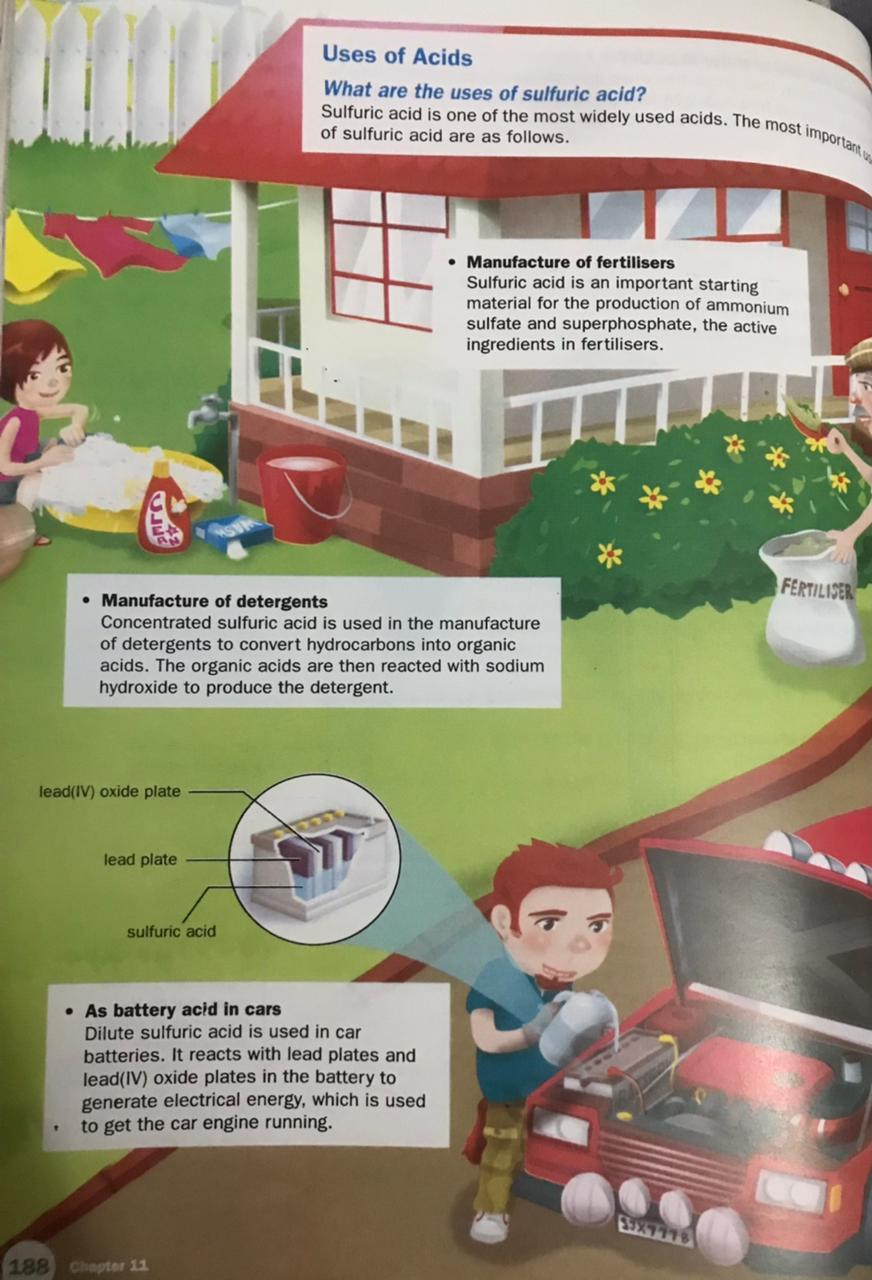 Uses of Acids
What are the uses of sulfuric acid?
Sulfuric acid is one of the most widely used acids. The most important
of sulfuric acid are as follows.
• Manufacture of fertilisers
Sulfuric acid is an important starting
material for the production of ammonium
sulfate and superphosphate, the active
ingredients in fertilisers.
CLEAN
WASH
FERTILISER
• Manufacture of detergents
Concentrated sulfuric acid is used in the manufacture
of detergents to convert hydrocarbons into organic
acids. The organic acids are then reacted with sodium
hydroxide to produce the detergent.
lead(IV) oxide plate
lead plate
sulfuric acid
• As battery acid in cars
Dilute sulfuric acid is used in car
batteries. It reacts with lead plates and
lead(IV) oxide plates in the battery to
generate electrical energy, which is used
to get the car engine running.
188 Chapter 11